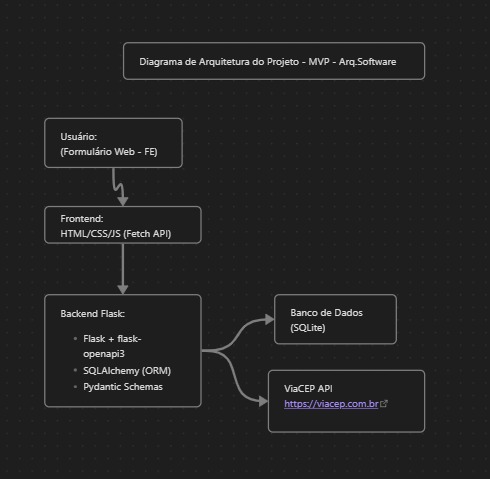 Diagrama de Arquitetura do Projeto - MVP - Arq.Software
Usuário:
(Formulário Web - FE)
Frontend:
HTML/CSS/JS (Fetch API)
Backend Flask:
• Flask + flask-
openapi3
• SQLAlchemy (ORM)
• Pydantic Schemas
Banco de Dados
(SQLite)
ViaCEP API
https://viacep.com.br